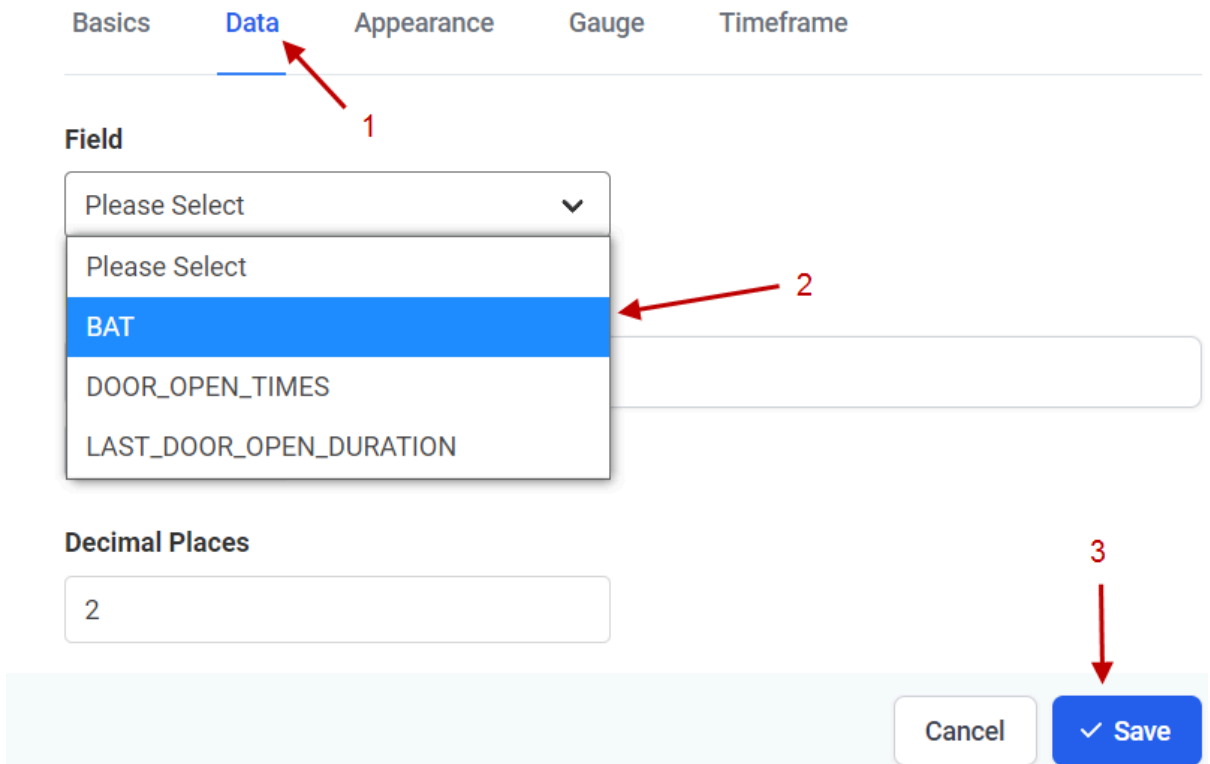 Basics Data Appearance Gauge Timeframe
1
Field
Please Select
Please Select
2
BAT
DOOR_OPEN_TIMES
LAST_DOOR_OPEN_DURATION
Decimal Places
3
2
Cancel Save